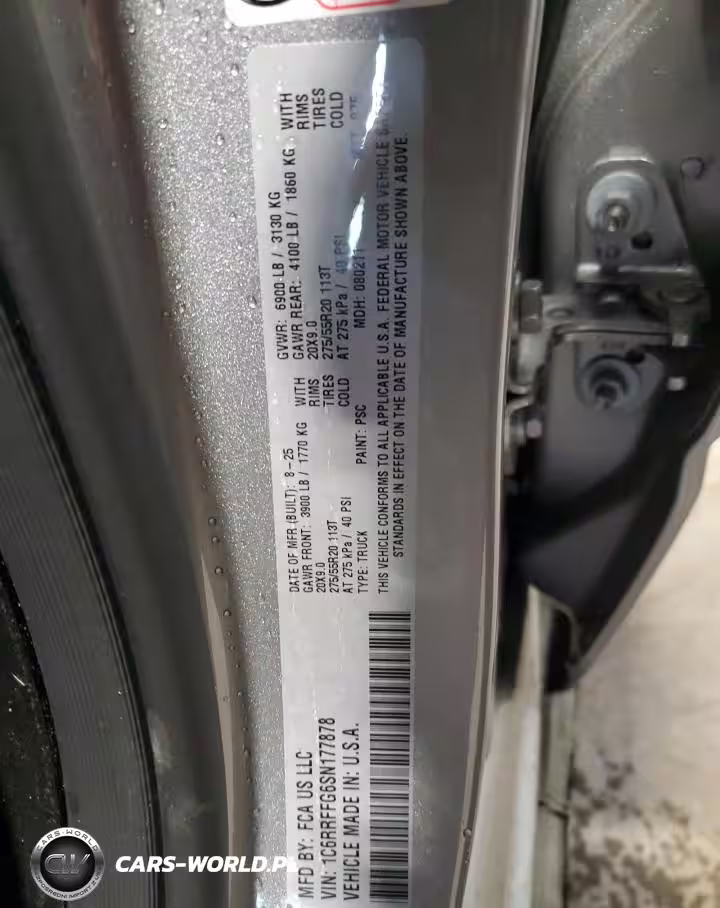 MFD BY: FCA US LLC
DATE OF MFR.(BUILT): 8-25
GVWR: 6900 LB / 3130 KG
GAWR FRONT: 3900 LB / 1770 KG WITH
20X9.0 RIMS
275/55R20 113T TIRES
AT 275 kPa / 40 PSI COLD
GAWR REAR: 4100 LB / 1860 KG WITH
20X9.0 RIMS
275/55R20 113T TIRES
AT 275 kPa / 40 PSI COLD
VIN: 1C6RRFFG6SN177878
TYPE: TRUCK
PAINT: PSC
MDH: 080211
VEHICLE MADE IN: U.S.A.
THIS VEHICLE CONFORMS TO ALL APPLICABLE U.S.A. FEDERAL MOTOR VEHICLE
STANDARDS IN EFFECT ON THE DATE OF MANUFACTURE SHOWN ABOVE.
CW
CARS-WORLD.PL